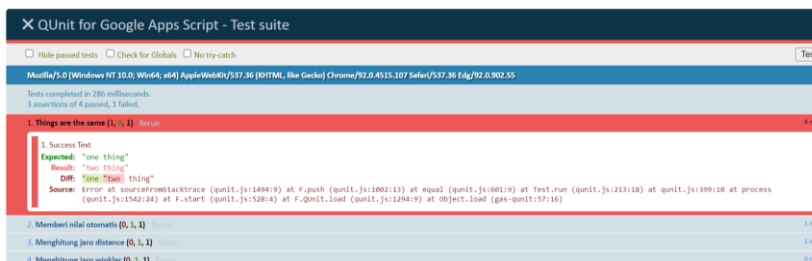 ✕ QUnit for Google Apps Script - Test suite
Hide passed tests Check for Globals No try-catch
Mozilla/5.0 (Windows NT 10.0; Win64; x64) AppleWebKit/537.36 (KHTML, like Gecko) Chrome/92.0.4515.107 Safari/537.36 Edg/92.0.902.55
Tests completed in 286 milliseconds.
3 assertions of 4 passed, 1 failed.
1. Things are the same (1, 0, 1) Rerun
1. Success Text
Expected: "one thing"
Result: "two thing"
Diff: "one "two thing"
Source: Error at sourceFromStacktrace (qunit.js:1494:9) at F.push (qunit.js:1002:13) at equal (qunit.js:601:9) at Test.run (qunit.js:213:18) at qunit.js:399:10 at process
(qunit.js:1542:24) at F.start (qunit.js:528:4) at F.QUnit.load (qunit.js:1294:9) at Object.load (gas-qunit:57:16)
2. Memberi nilai otomatis (0, 1, 1) Rerun
3. Menghitung jaro distance (0, 1, 1) Rerun
4. Menghitung jaro winkler (0, 1, 1) Rerun